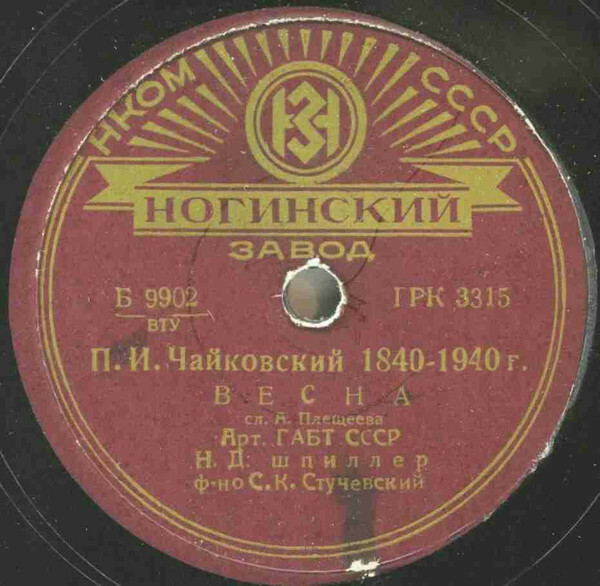 НКОМ СССР
НЗ
НОГИНСКИЙ
ЗАВОД
Б 9902 ГРК 3315
ВТУ
П. И. Чайковский 1840-1940 г.
ВЕСНА
сл. А. Плещеева
Арт. ГАБТ СССР
Н. Д. шпиллер
ф-но С. К. Стучевский